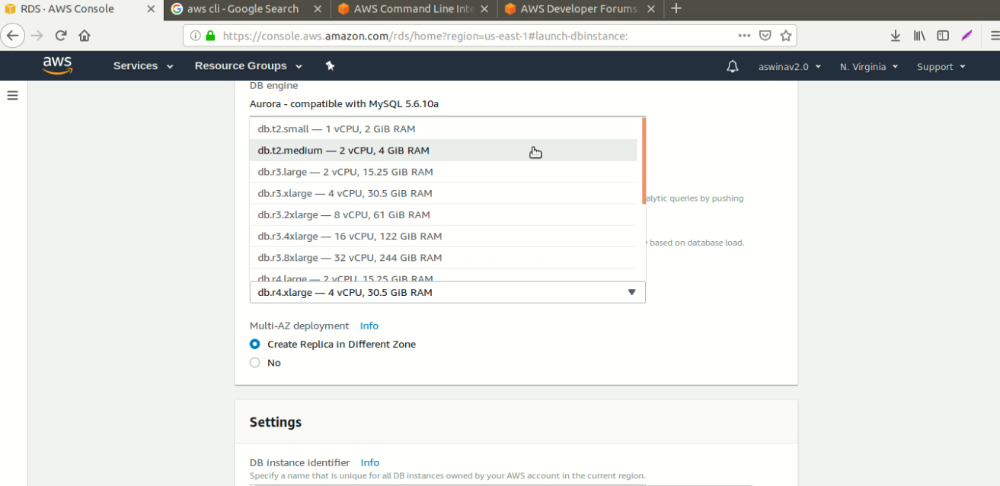 RDS · AWS Console
aws cli - Google Search
AWS Command Line Inte
AWS Developer Forums:
https://console.aws.amazon.com/rds/home?region=us-east-1#launch-dbinstance:
aws
Services
Resource Groups
aswinav2.0
N. Virginia
Support
DB engine
Aurora - compatible with MySQL 5.6.10a
db.t2.small — 1 vCPU, 2 GiB RAM
db.t2.medium — 2 vCPU, 4 GiB RAM
db.r3.large — 2 vCPU, 15.25 GiB RAM
db.r3.xlarge — 4 vCPU, 30.5 GiB RAM
alytic queries by pushing
db.r3.2xlarge — 8 vCPU, 61 GiB RAM
db.r3.4xlarge — 16 vCPU, 122 GiB RAM
based on database load.
db.r3.8xlarge — 32 vCPU, 244 GiB RAM
db.r4.large — 2 vCPU, 15.25 GiB RAM
db.r4.xlarge — 4 vCPU, 30.5 GiB RAM
Multi-AZ deployment Info
Create Replica in Different Zone
No
Settings
DB instance identifier Info
Specify a name that is unique for all DB instances owned by your AWS account in the current region.